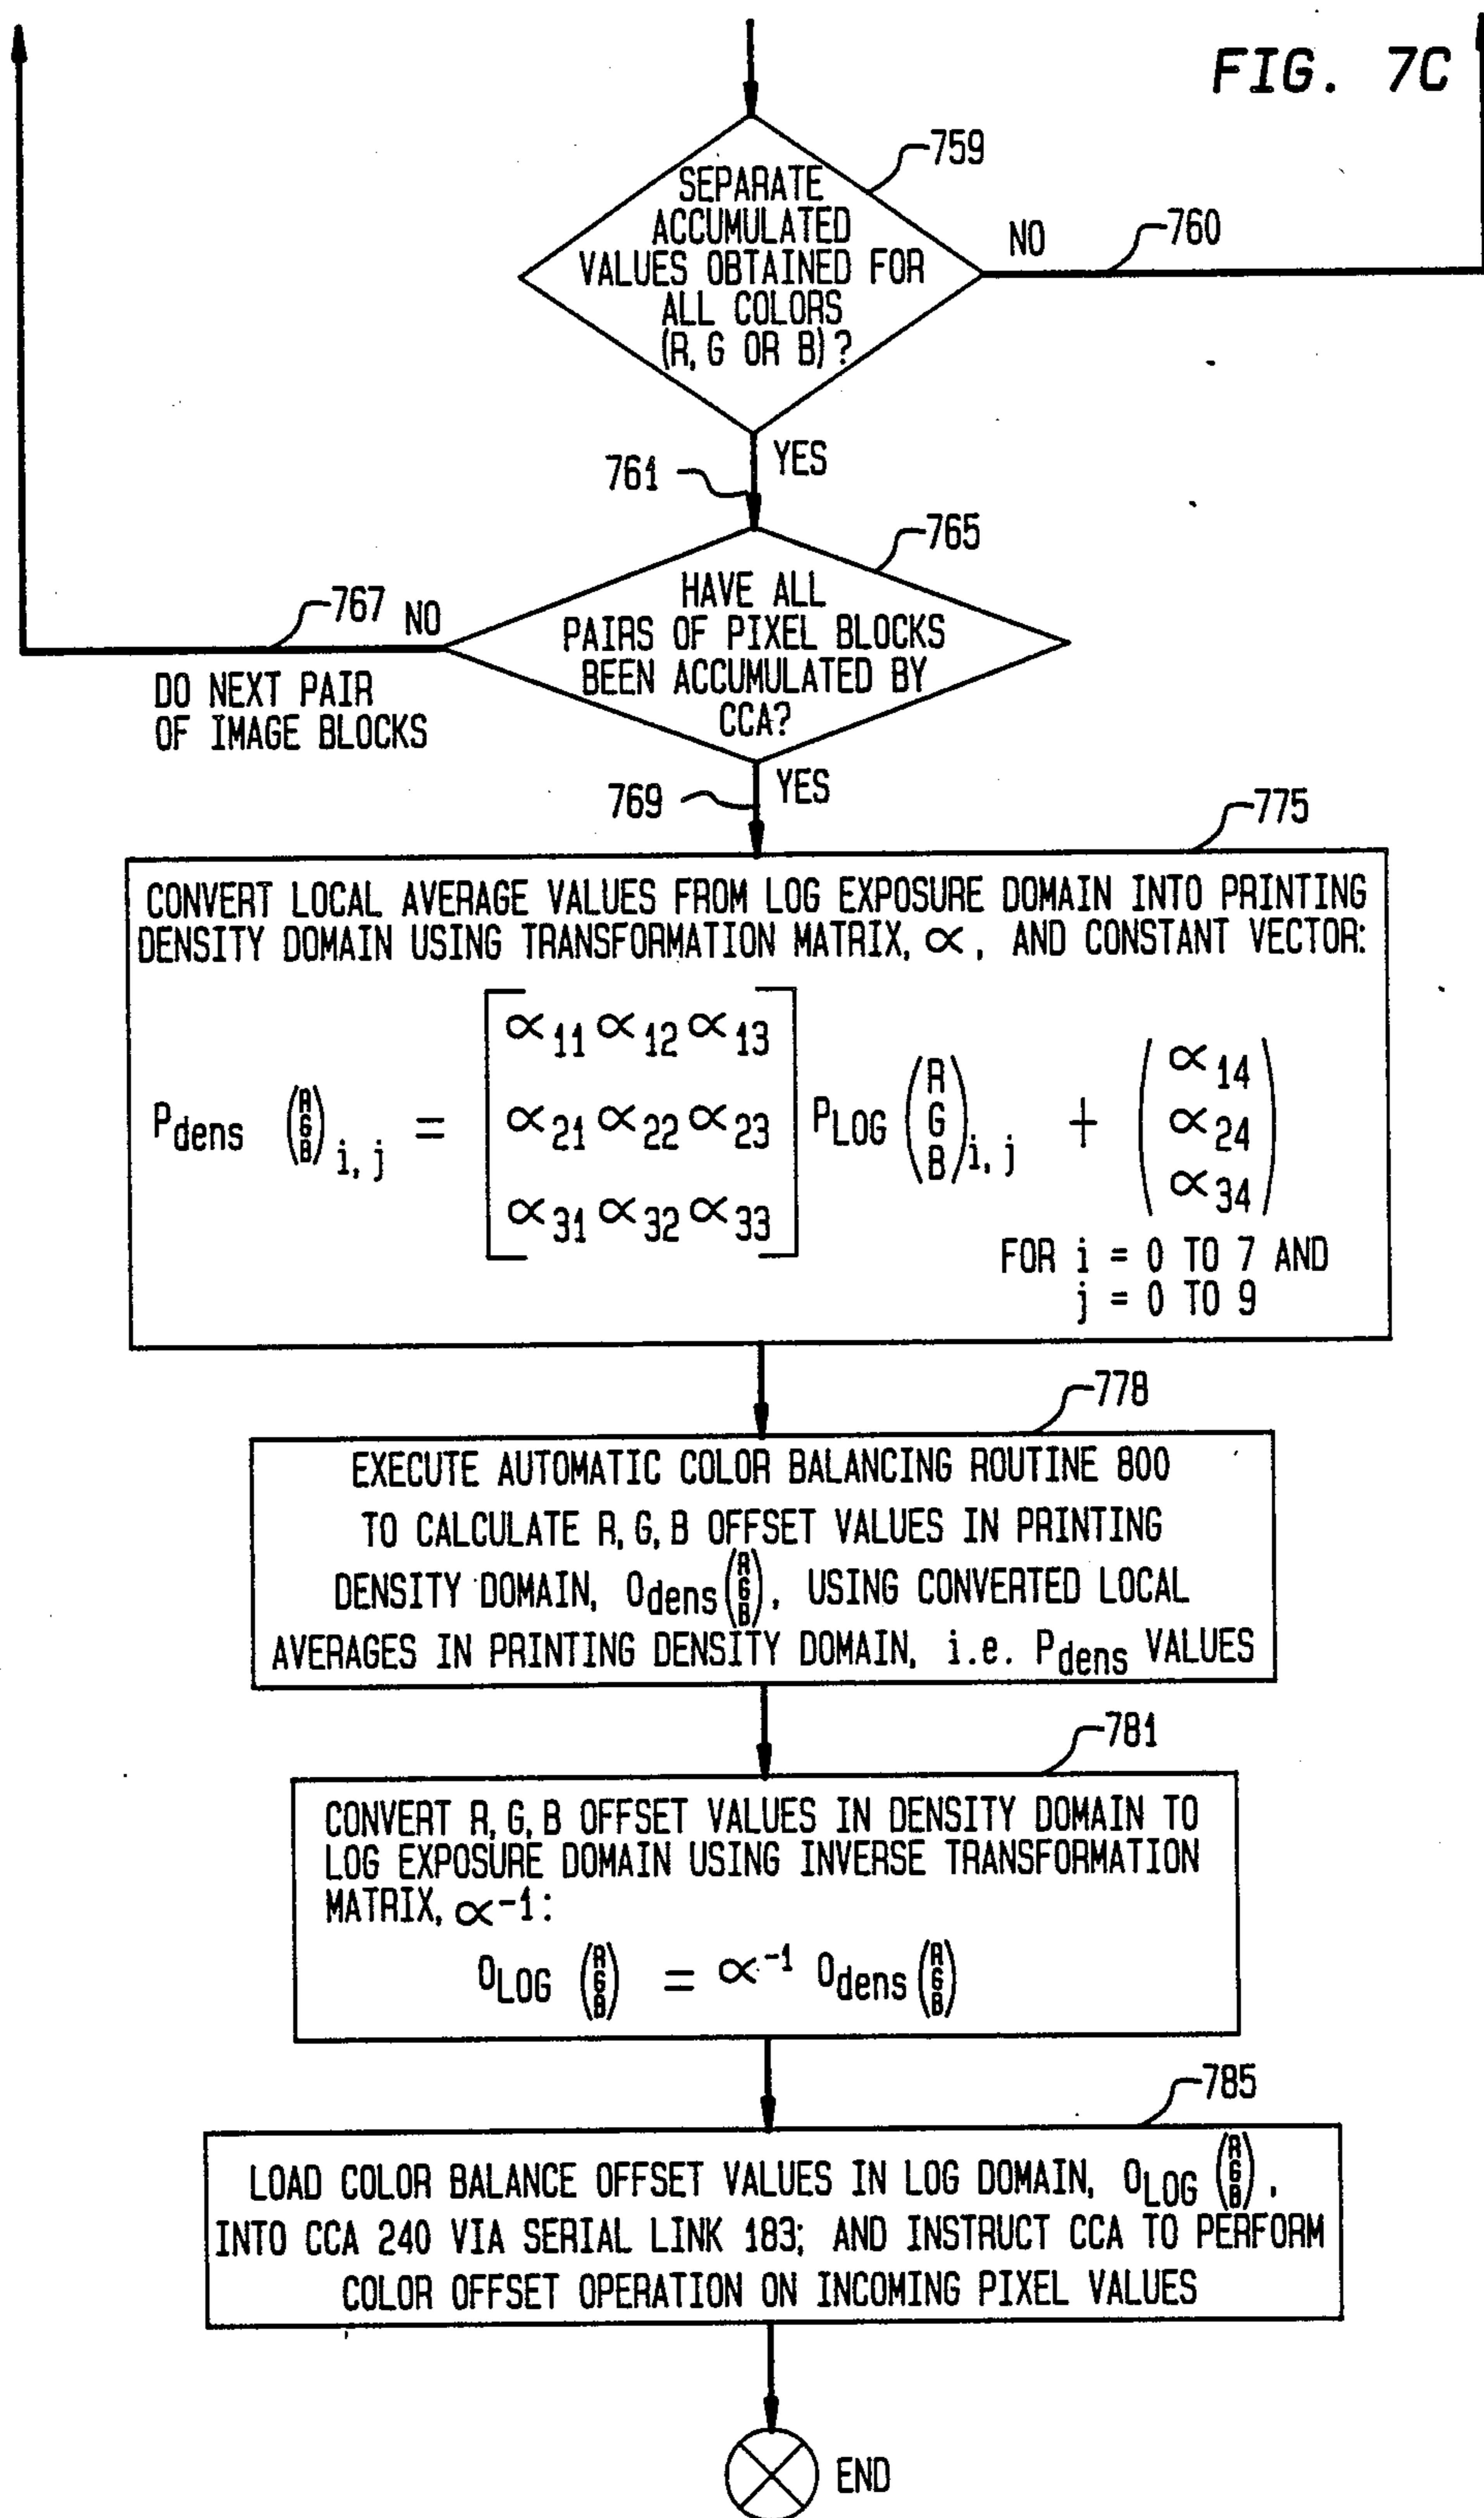 FIG. 7C
759
SEPARATE
ACCUMULATED
VALUES OBTAINED FOR
ALL COLORS
(R, G OR B)?
NO
760
YES
761
765
HAVE ALL
PAIRS OF PIXEL BLOCKS
BEEN ACCUMULATED BY
CCA?
767 NO
DO NEXT PAIR
OF IMAGE BLOCKS
YES
769
775
CONVERT LOCAL AVERAGE VALUES FROM LOG EXPOSURE DOMAIN INTO PRINTING
DENSITY DOMAIN USING TRANSFORMATION MATRIX, ∝, AND CONSTANT VECTOR:
∝11 ∝12 ∝13
∝21 ∝22 ∝23
∝31 ∝32 ∝33
Pdens (R G B) i, j =
PLOG (R G B) i, j +
∝14
∝24
∝34
FOR i = 0 TO 7 AND
j = 0 TO 9
778
EXECUTE AUTOMATIC COLOR BALANCING ROUTINE 800
TO CALCULATE R, G, B OFFSET VALUES IN PRINTING
DENSITY DOMAIN, Odens (R G B), USING CONVERTED LOCAL
AVERAGES IN PRINTING DENSITY DOMAIN, i.e. Pdens VALUES
781
CONVERT R, G, B OFFSET VALUES IN DENSITY DOMAIN TO
LOG EXPOSURE DOMAIN USING INVERSE TRANSFORMATION
MATRIX, ∝-1:
OLOG (R G B) = ∝-1 Odens (R G B)
785
LOAD COLOR BALANCE OFFSET VALUES IN LOG DOMAIN, OLOG (R G B),
INTO CCA 240 VIA SERIAL LINK 183; AND INSTRUCT CCA TO PERFORM
COLOR OFFSET OPERATION ON INCOMING PIXEL VALUES
END